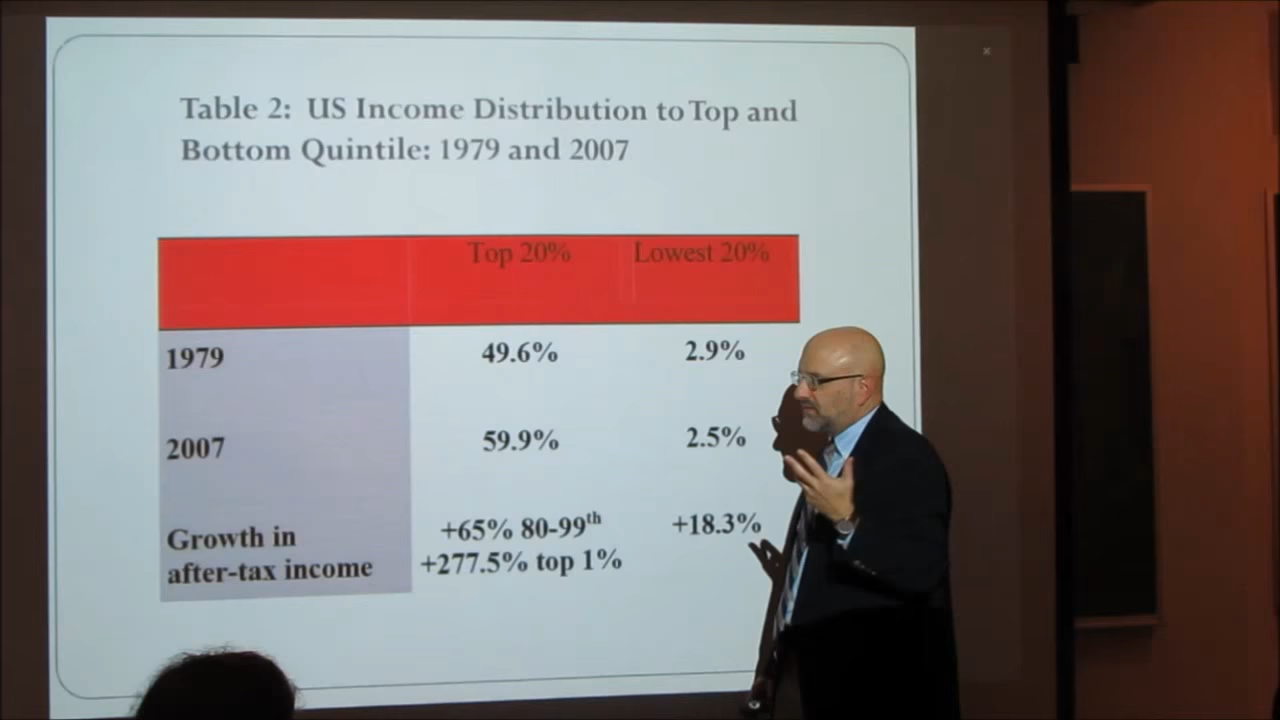 Table 2: US Income Distribution to Top and
Bottom Quintile: 1979 and 2007
Top 20% Lowest 20%
1979 49.6% 2.9%
2007 59.9% 2.5%
Growth in after-tax income +65% 80-99th +18.3%
+277.5% top 1%